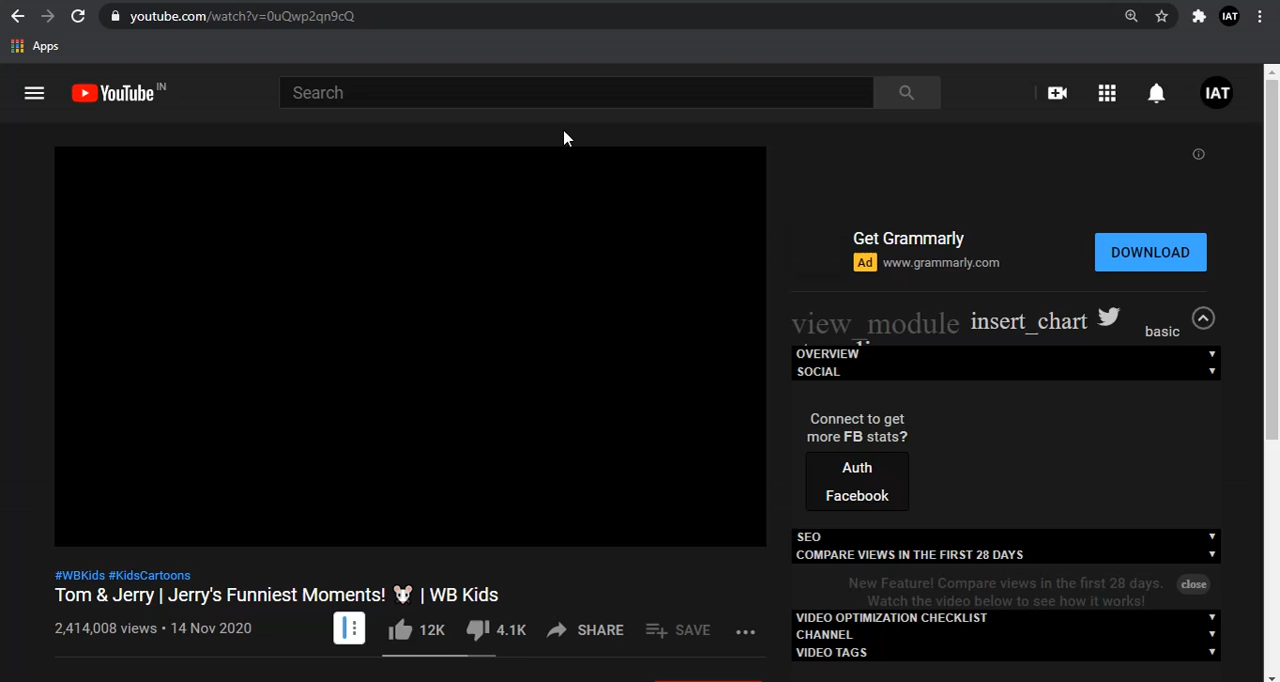 youtube.com/watch?v=0uQwp2qn9cQ
IAT
Apps
YouTube IN
Search
IAT
Get Grammarly
Ad www.grammarly.com
DOWNLOAD
view_module insert_chart
basic
OVERVIEW
SOCIAL
Connect to get
more FB stats?
Auth
Facebook
SEO
COMPARE VIEWS IN THE FIRST 28 DAYS
New Feature! Compare views in the first 28 days.
close
Watch the video below to see how it works!
VIDEO OPTIMIZATION CHECKLIST
CHANNEL
VIDEO TAGS
#WBKids #KidsCartoons
Tom & Jerry | Jerry's Funniest Moments! 🐭 | WB Kids
2,414,008 views • 14 Nov 2020
12K 4.1K SHARE SAVE